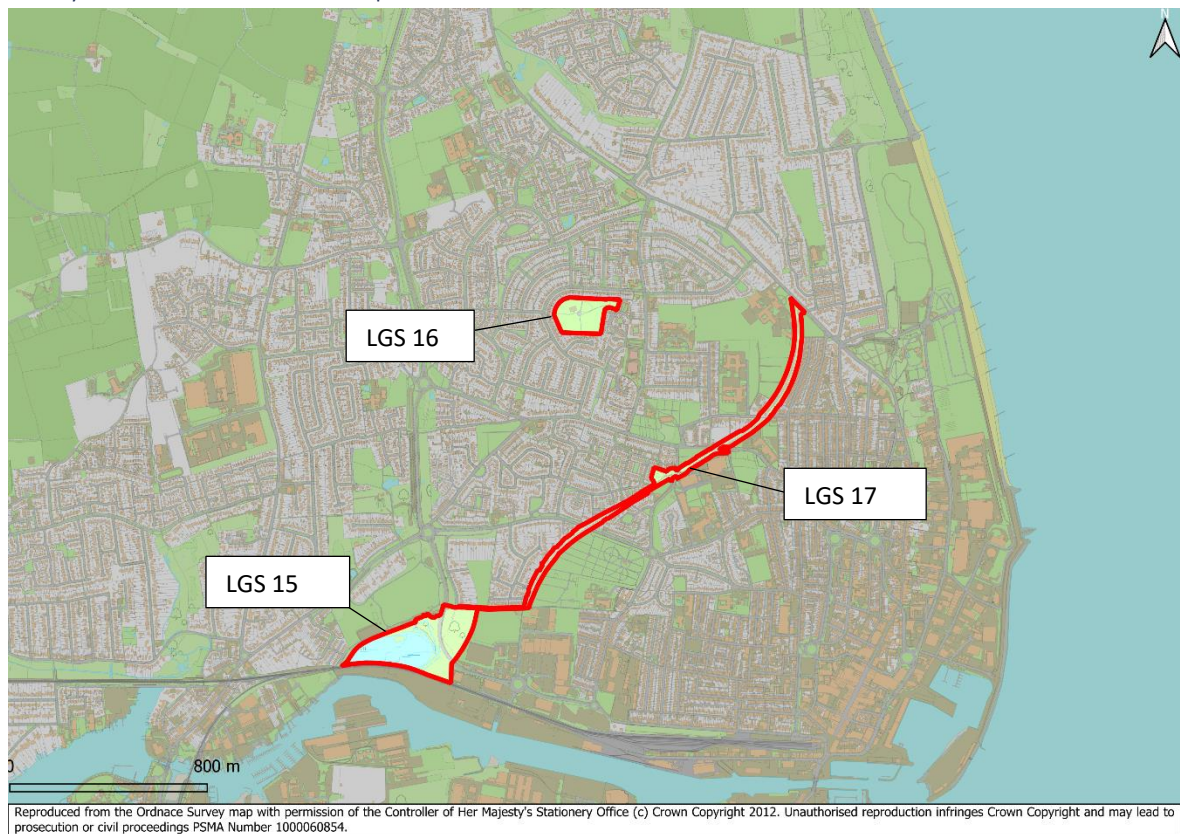 N
LGS 16
LGS 17
LGS 15
0
800 m
Reproduced from the Ordnace Survey map with permission of the Controller of Her Majesty's Stationery Office (c) Crown Copyright 2012. Unauthorised reproduction infringes Crown Copyright and may lead to
prosecution or civil proceedings PSMA Number 1000060854.